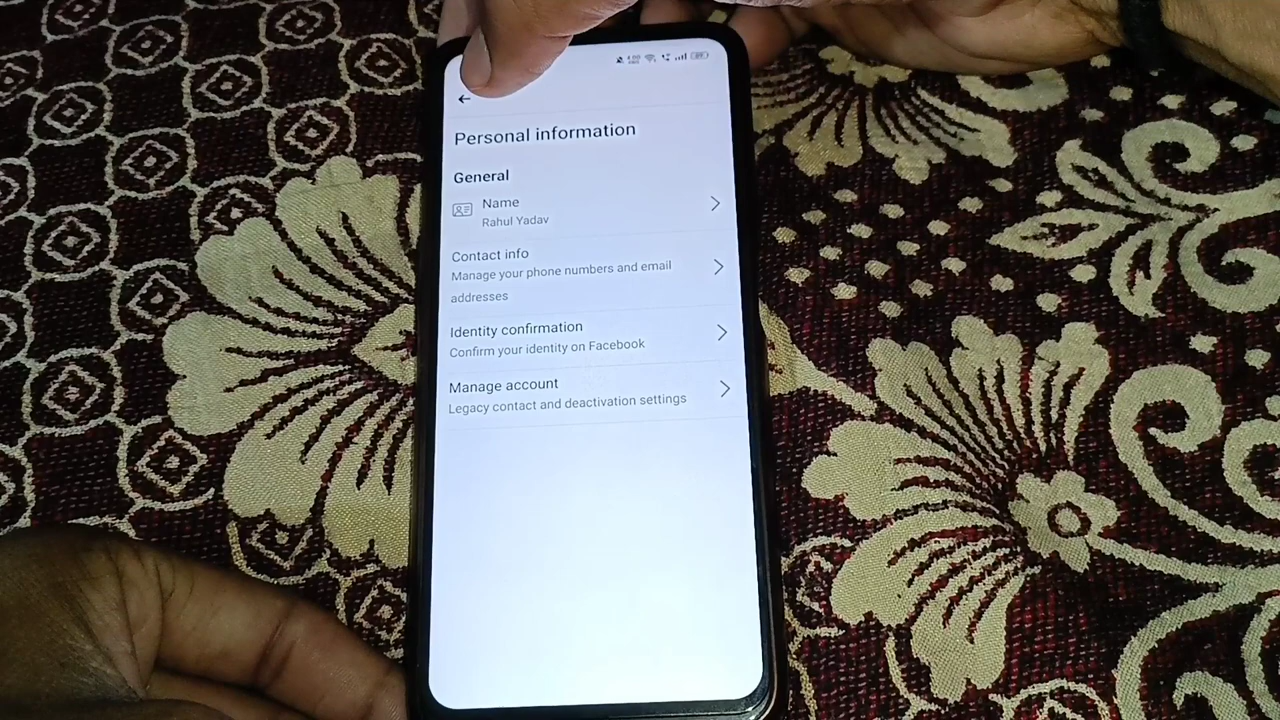 Personal information
General
Name
Rahul Yadav
Contact info
Manage your phone numbers and email
addresses
Identity confirmation
Confirm your identity on Facebook
Manage account
Legacy contact and deactivation settings